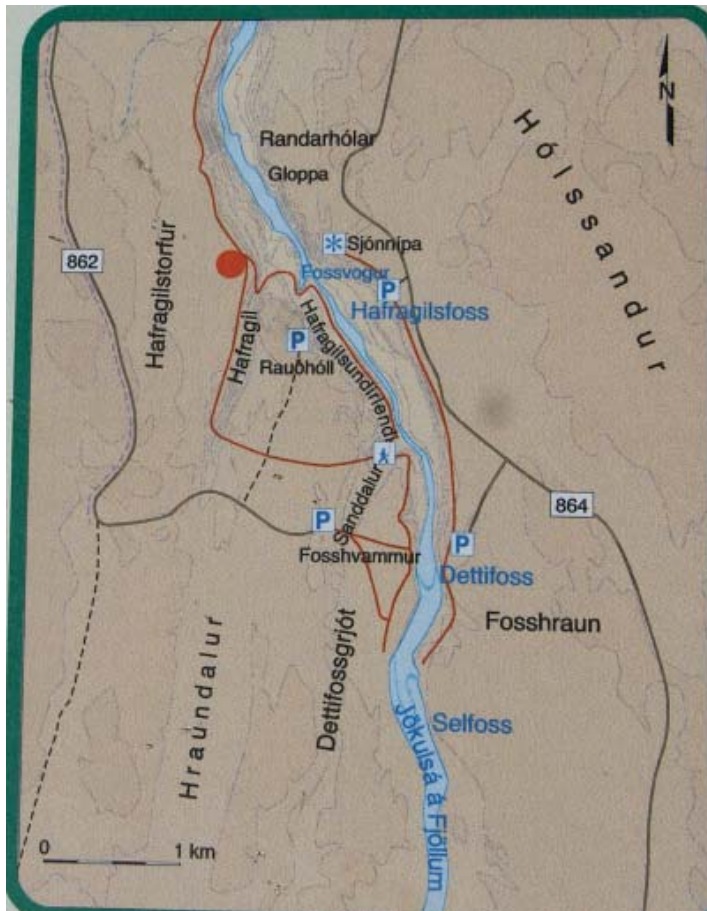 N
Hólssandur
Randarhólar
Gloppa
862
Sjónnípa
Fossvogur
P
Hafragilsfoss
Hafragilstorfur
Hafragil
P
Rauðhóll
Hafragilsundirlendi
Sanddalur
864
P
P
Fosshvammur
Dettifoss
Fosshraun
Hraundalur
Dettifossgrjót
Selfoss
Jökulsá á Fjöllum
0 1 km